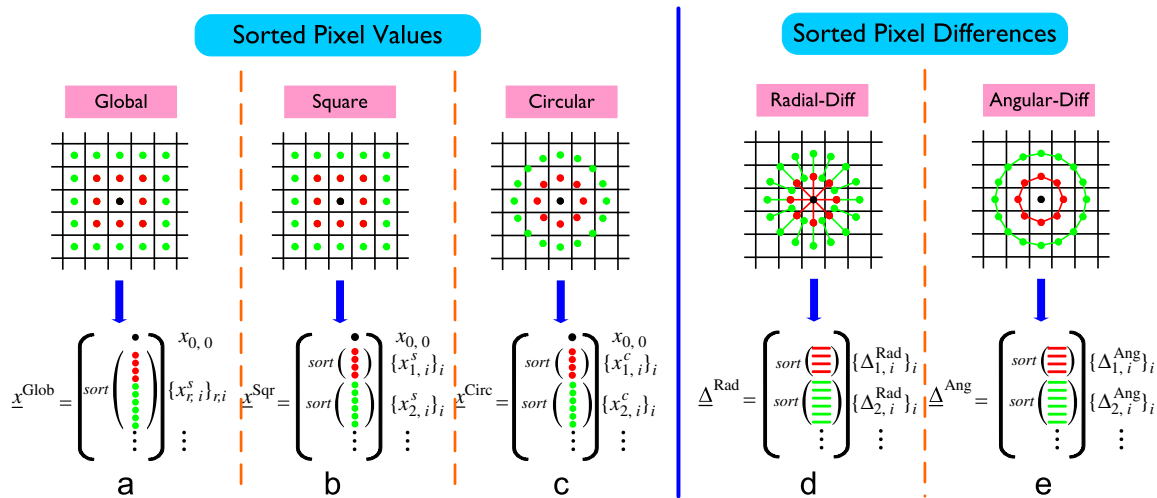 Sorted Pixel Values
Sorted Pixel Differences
Global
Square
Circular
Radial-Diff
Angular-Diff
x̲^Glob = ( sort ( ) ) x_{0, 0} {x^s_{r, i}}_{r,i} ⋮
x̲^Sqr = ( sort ( ) sort ( ) ⋮ ) x_{0, 0} {x^s_{1, i}}_i {x^s_{2, i}}_i ⋮
x̲^Circ = ( sort ( ) sort ( ) ⋮ ) x_{0, 0} {x^c_{1, i}}_i {x^c_{2, i}}_i ⋮
Δ̲^Rad = ( sort ( ) sort ( ) ⋮ ) {Δ^Rad_{1, i}}_i {Δ^Rad_{2, i}}_i ⋮
Δ̲^Ang = ( sort ( ) sort ( ) ⋮ ) {Δ^Ang_{1, i}}_i {Δ^Ang_{2, i}}_i ⋮
a
b
c
d
e